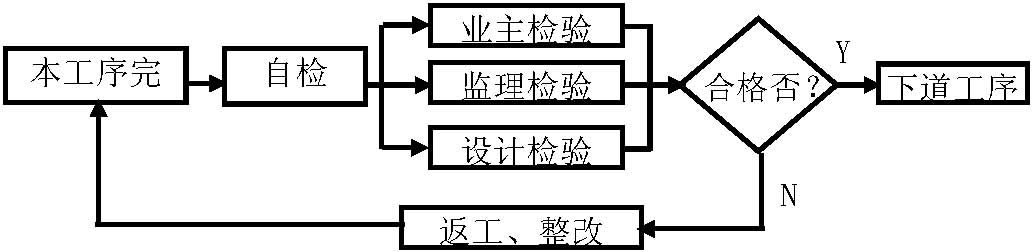 业主检验
本工序完
自检
监理检验
合格否？
Y
下道工序
设计检验
N
返工、整改